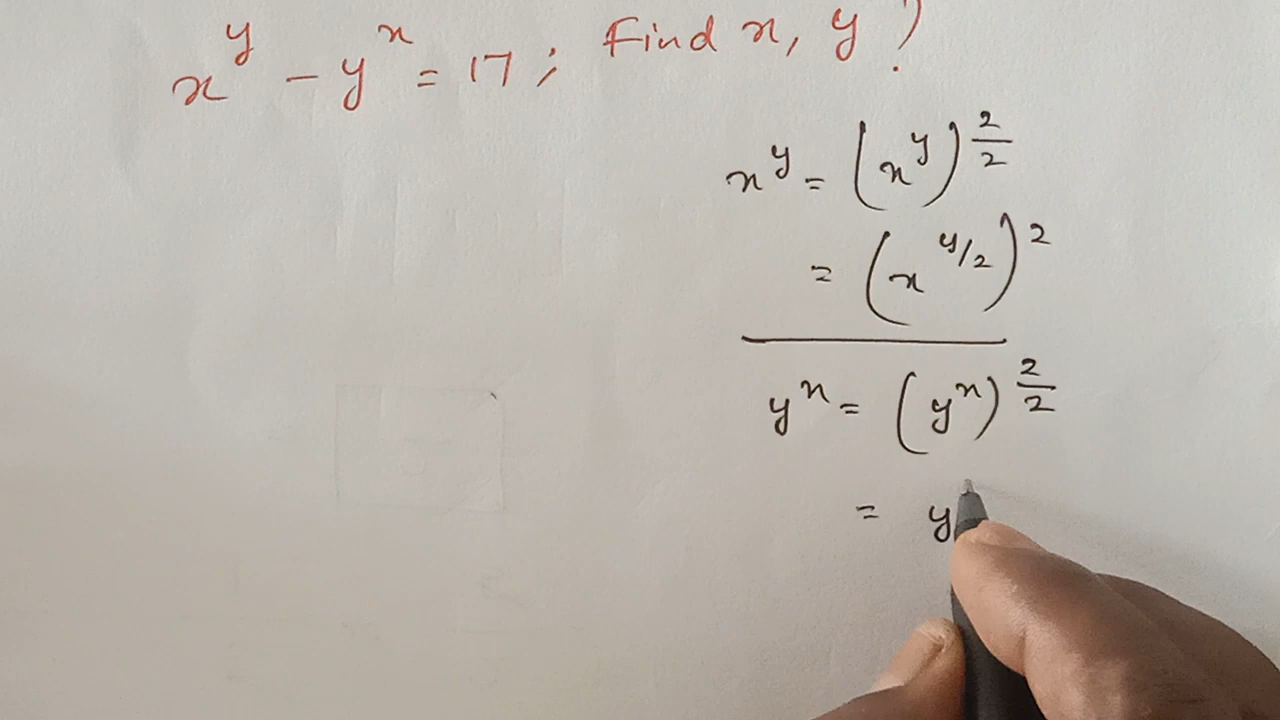 x^y - y^x = 17 ; Find x, y ?
x^y = (x^y)^{2/2}
= (x^{y/2})^2
y^x = (y^x)^{2/2}
= y